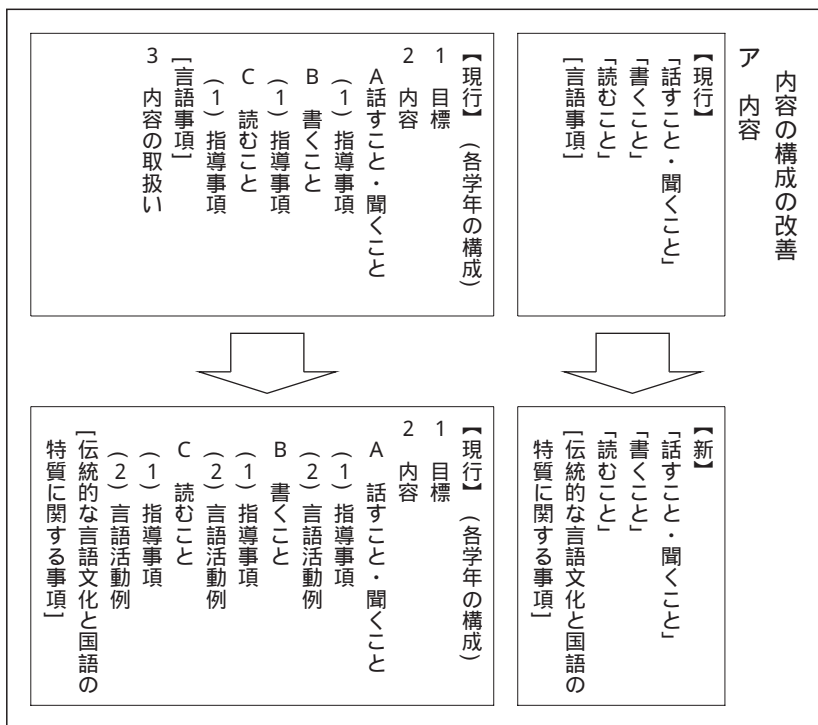 内容の構成の改善
ア　内容
【現行】
「話すこと・聞くこと」
「書くこと」
「読むこと」
［言語事項］
【新】
「話すこと・聞くこと」
「書くこと」
「読むこと」
［伝統的な言語文化と国語の
特質に関する事項］
【現行】（各学年の構成）
1　目標
2　内容
A話すこと・聞くこと
（1）指導事項
B　書くこと
（1）指導事項
C　読むこと
（1）指導事項
［言語事項］
3　内容の取扱い
【現行】（各学年の構成）
1　目標
2　内容
A　話すこと・聞くこと
（1）指導事項
（2）言語活動例
B　書くこと
（1）指導事項
（2）言語活動例
C　読むこと
（1）指導事項
（2）言語活動例
［伝統的な言語文化と国語の
特質に関する事項］